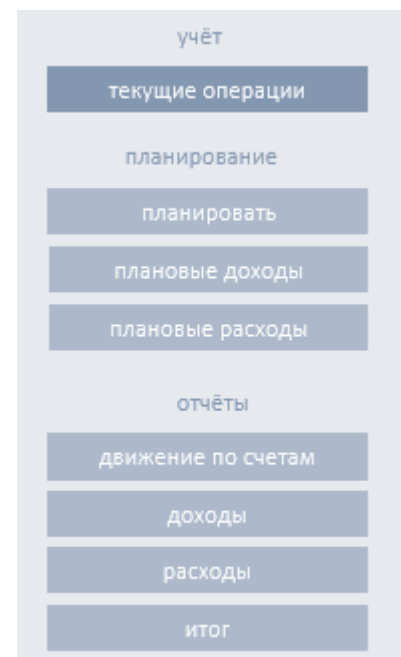 учёт
текущие операции
планирование
планировать
плановые доходы
плановые расходы
отчёты
движение по счетам
доходы
расходы
итог